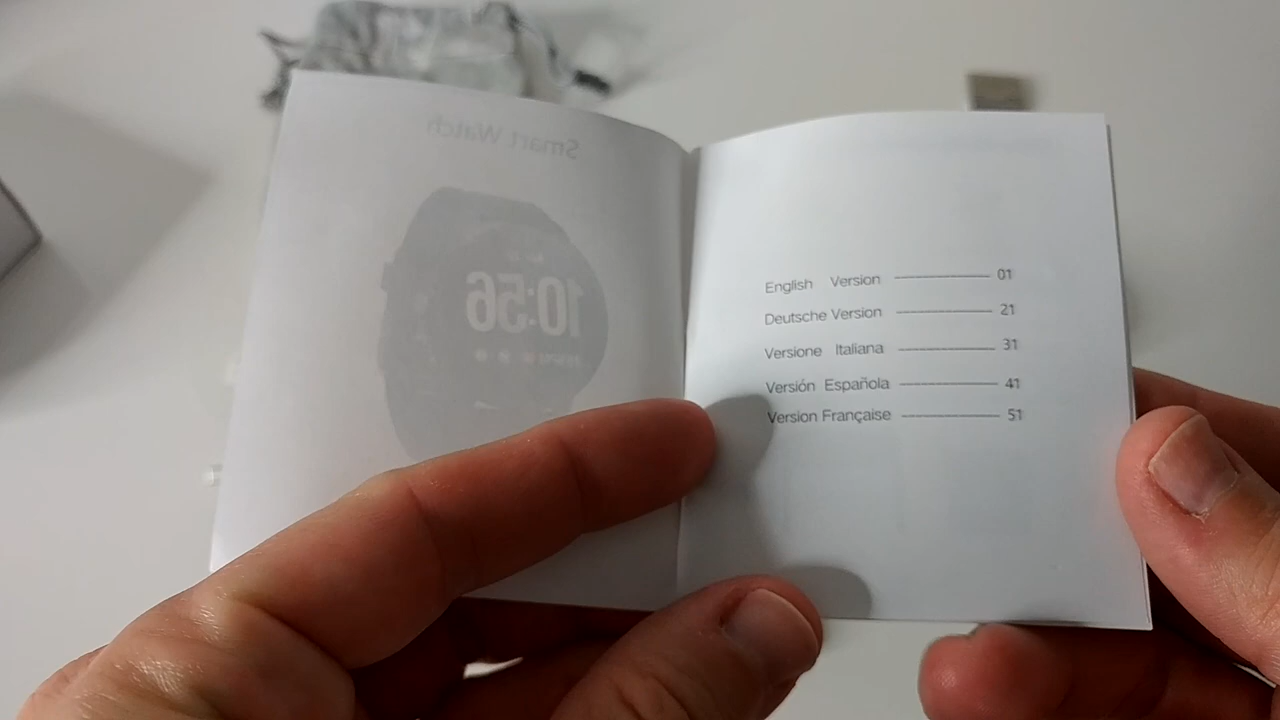 Smart Watch
10:56
English Version 01
Deutsche Version 21
Versione Italiana 31
Versión Española 41
Version Française 51